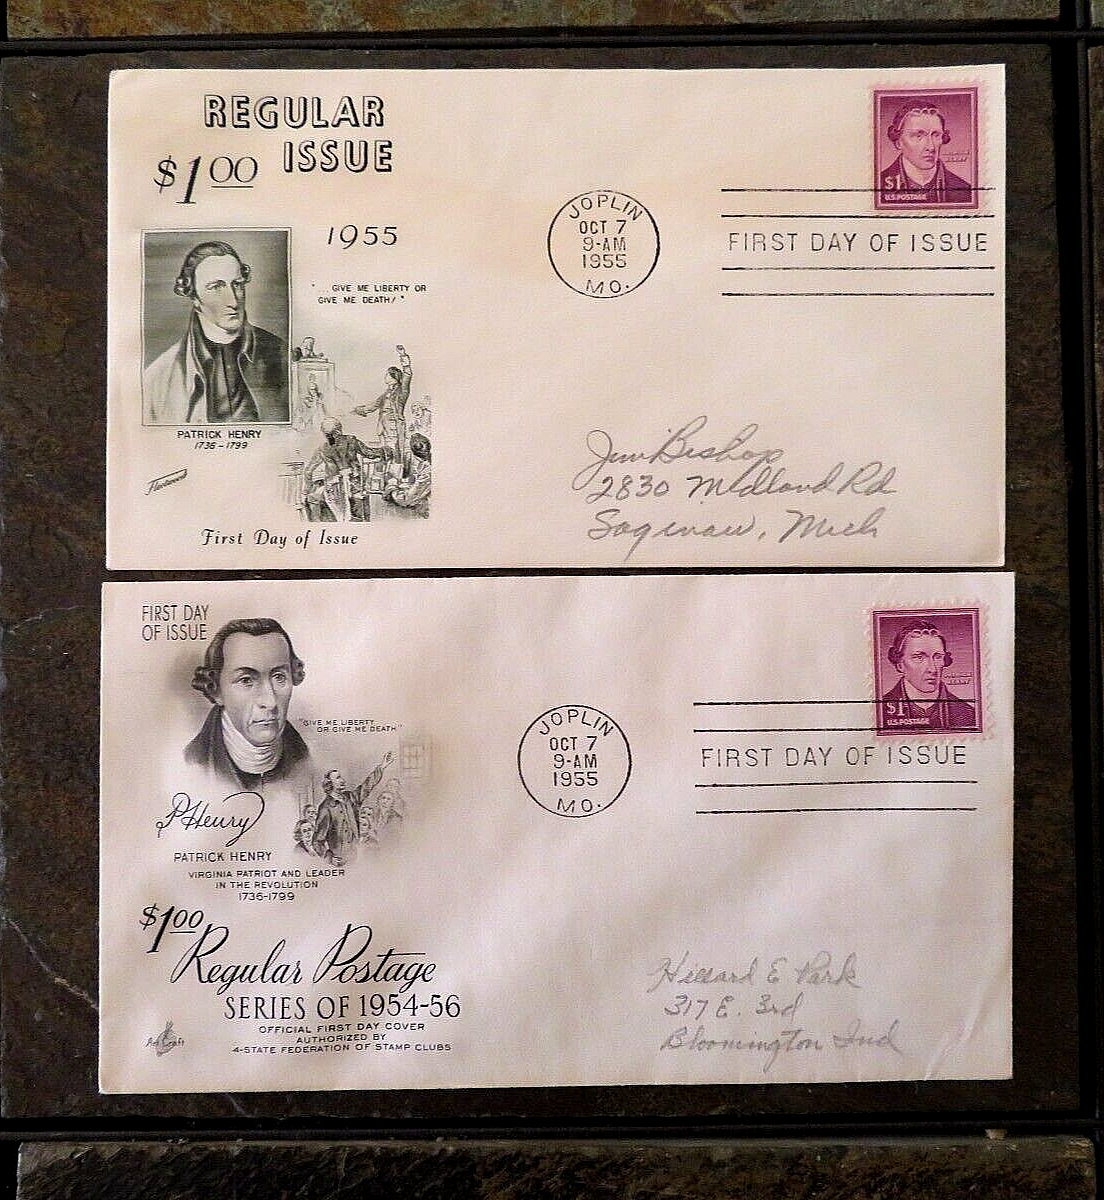 REGULAR
ISSUE
$1.00
1955
"... GIVE ME LIBERTY OR
GIVE ME DEATH!"
PATRICK HENRY
1736-1799
Fleetwood
First Day of Issue
JOPLIN
OCT 7
9-AM
1955
MO.
$1
U.S. POSTAGE
FIRST DAY OF ISSUE
Jim Bishop
2830 Midland Rd
Saginaw, Mich
FIRST DAY
OF ISSUE
"GIVE ME LIBERTY
OR GIVE ME DEATH"
P Henry
PATRICK HENRY
VIRGINIA PATRIOT AND LEADER
IN THE REVOLUTION
1736-1799
$1.00
Regular Postage
SERIES OF 1954-56
OFFICIAL FIRST DAY COVER
AUTHORIZED BY
4-STATE FEDERATION OF STAMP CLUBS
ArtCraft
JOPLIN
OCT 7
9-AM
1955
MO.
$1
U.S. POSTAGE
FIRST DAY OF ISSUE
E Park
317 E. 3rd
Bloomington Ind